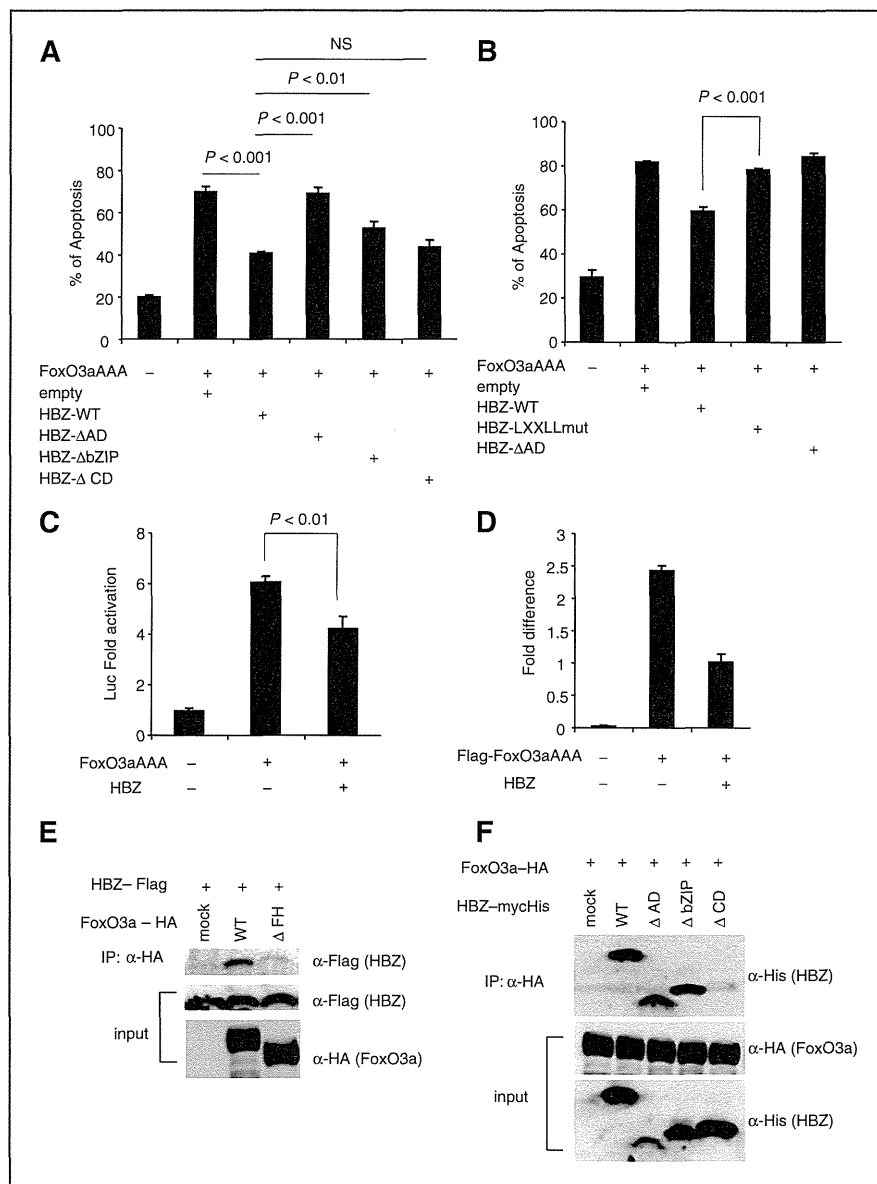 A
NS
P < 0.01
P < 0.001
P < 0.001
100
80
60
40
20
0
% of Apoptosis
FoxO3aAAA – + + + + +
empty +
HBZ-WT +
HBZ-ΔAD +
HBZ-ΔbZIP +
HBZ-Δ CD +
B
P < 0.001
100
80
60
40
20
0
% of Apoptosis
FoxO3aAAA – + + + +
empty +
HBZ-WT +
HBZ-LXXLLmut +
HBZ-ΔAD +
C
P < 0.01
8
6
4
2
0
Luc Fold activation
FoxO3aAAA – + +
HBZ – – +
D
3
2.5
2
1.5
1
0.5
0
Fold difference
Flag-FoxO3aAAA – + +
HBZ – – +
E
HBZ– Flag + + +
FoxO3a – HA mock WT Δ FH
IP: α-HA α-Flag (HBZ)
α-Flag (HBZ)
input
α-HA (FoxO3a)
F
FoxO3a–HA + + + + +
HBZ–mycHis mock WT Δ AD Δ bZIP Δ CD
IP: α-HA α-His (HBZ)
α-HA (FoxO3a)
input
α-His (HBZ)